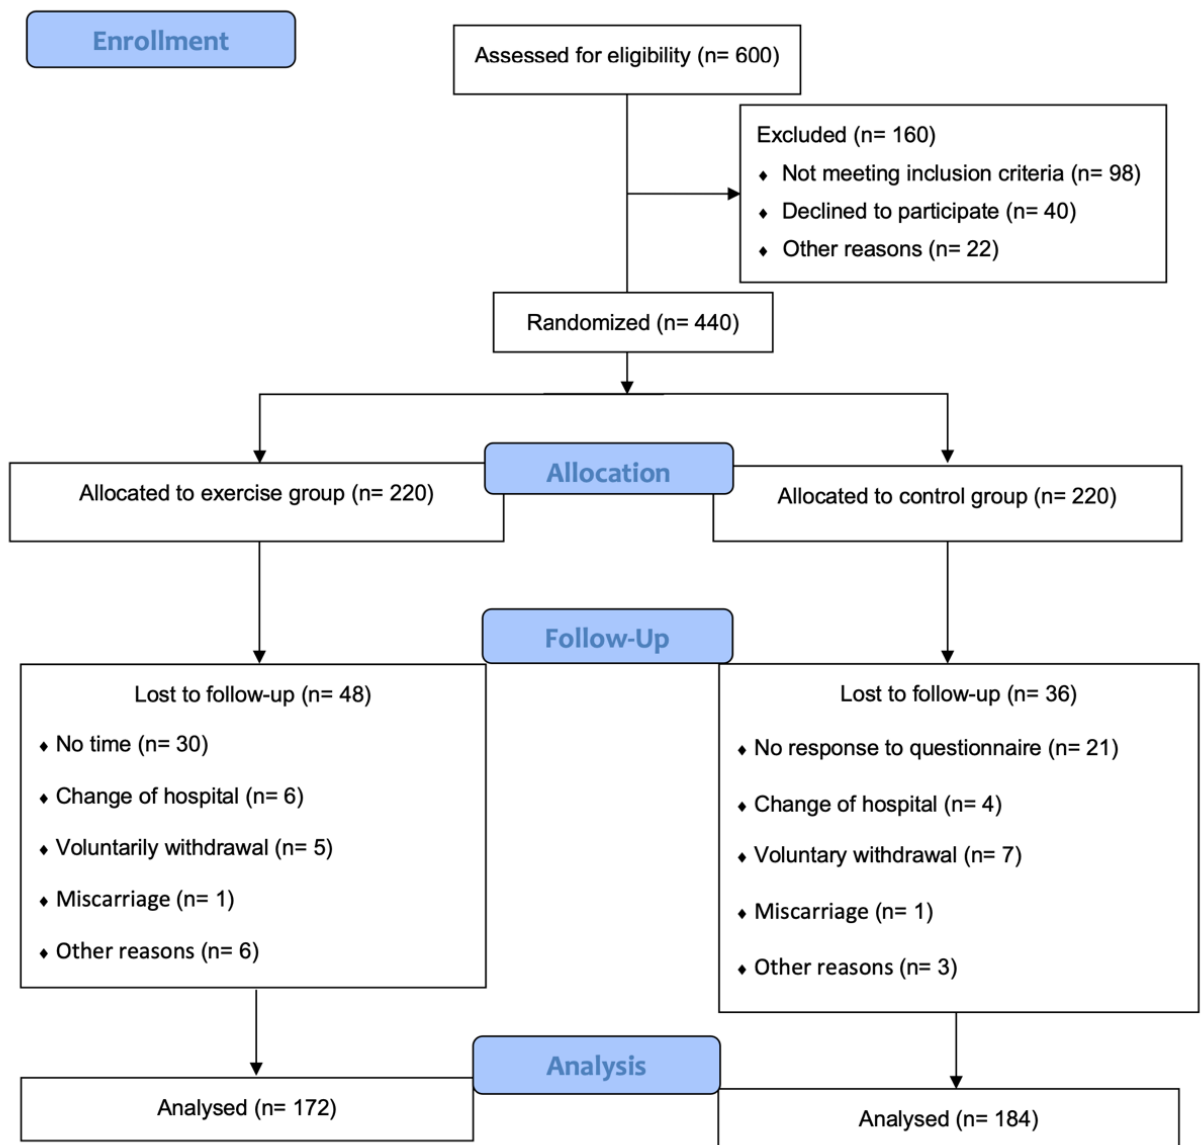 Enrollment
Assessed for eligibility (n= 600)
Excluded (n= 160)
♦ Not meeting inclusion criteria (n= 98)
♦ Declined to participate (n= 40)
♦ Other reasons (n= 22)
Randomized (n= 440)
Allocation
Allocated to exercise group (n= 220)
Allocated to control group (n= 220)
Follow-Up
Lost to follow-up (n= 48)
♦ No time (n= 30)
♦ Change of hospital (n= 6)
♦ Voluntarily withdrawal (n= 5)
♦ Miscarriage (n= 1)
♦ Other reasons (n= 6)
Lost to follow-up (n= 36)
♦ No response to questionnaire (n= 21)
♦ Change of hospital (n= 4)
♦ Voluntary withdrawal (n= 7)
♦ Miscarriage (n= 1)
♦ Other reasons (n= 3)
Analysis
Analysed (n= 172)
Analysed (n= 184)